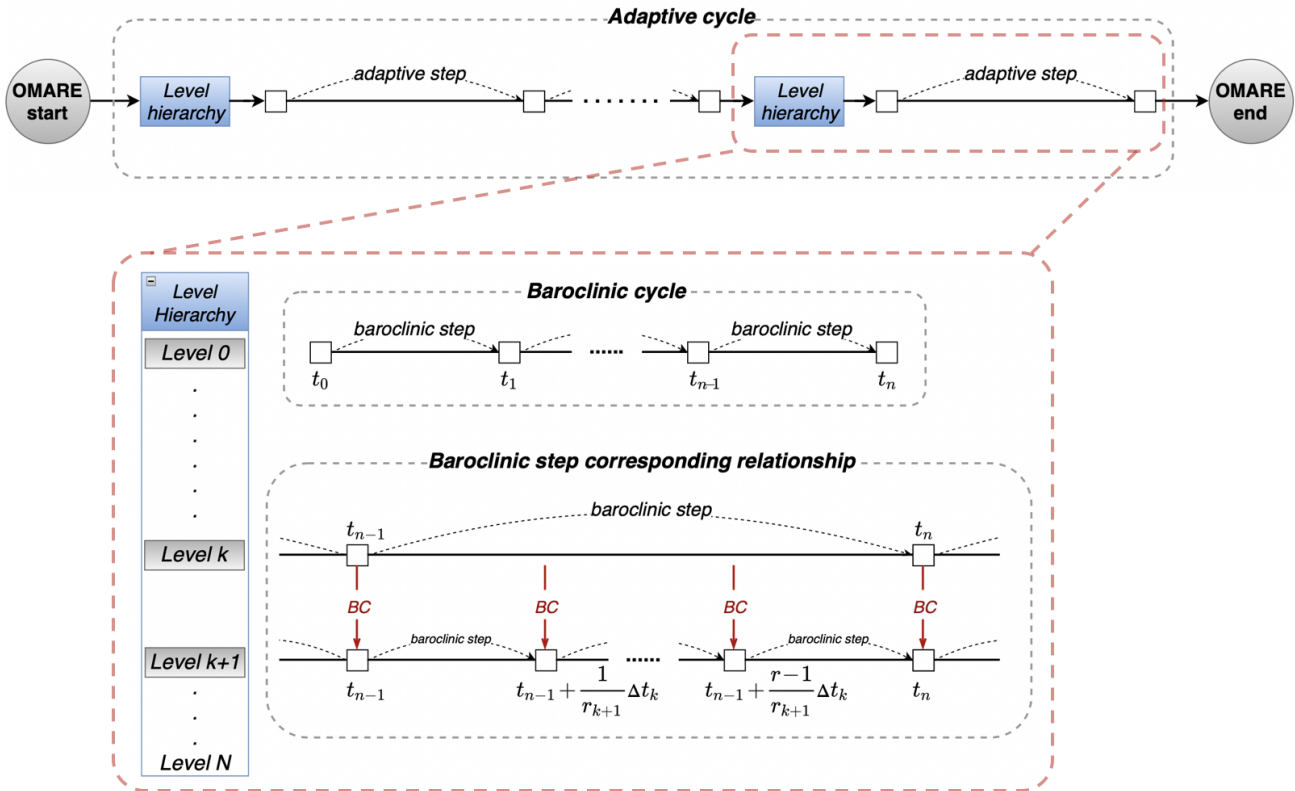 Adaptive cycle
OMARE
start
Level
hierarchy
adaptive step
.......
Level
hierarchy
adaptive step
OMARE
end
Level
Hierarchy
Level 0
Baroclinic cycle
baroclinic step
......
baroclinic step
t₀
t₁
tₙ₋₁
tₙ
Baroclinic step corresponding relationship
baroclinic step
tₙ₋₁
tₙ
Level k
BC
BC
BC
BC
baroclinic step
......
baroclinic step
Level k+1
tₙ₋₁
tₙ₋₁ + 1/rₖ₊₁ Δtₖ
tₙ₋₁ + r−1/rₖ₊₁ Δtₖ
tₙ
Level N